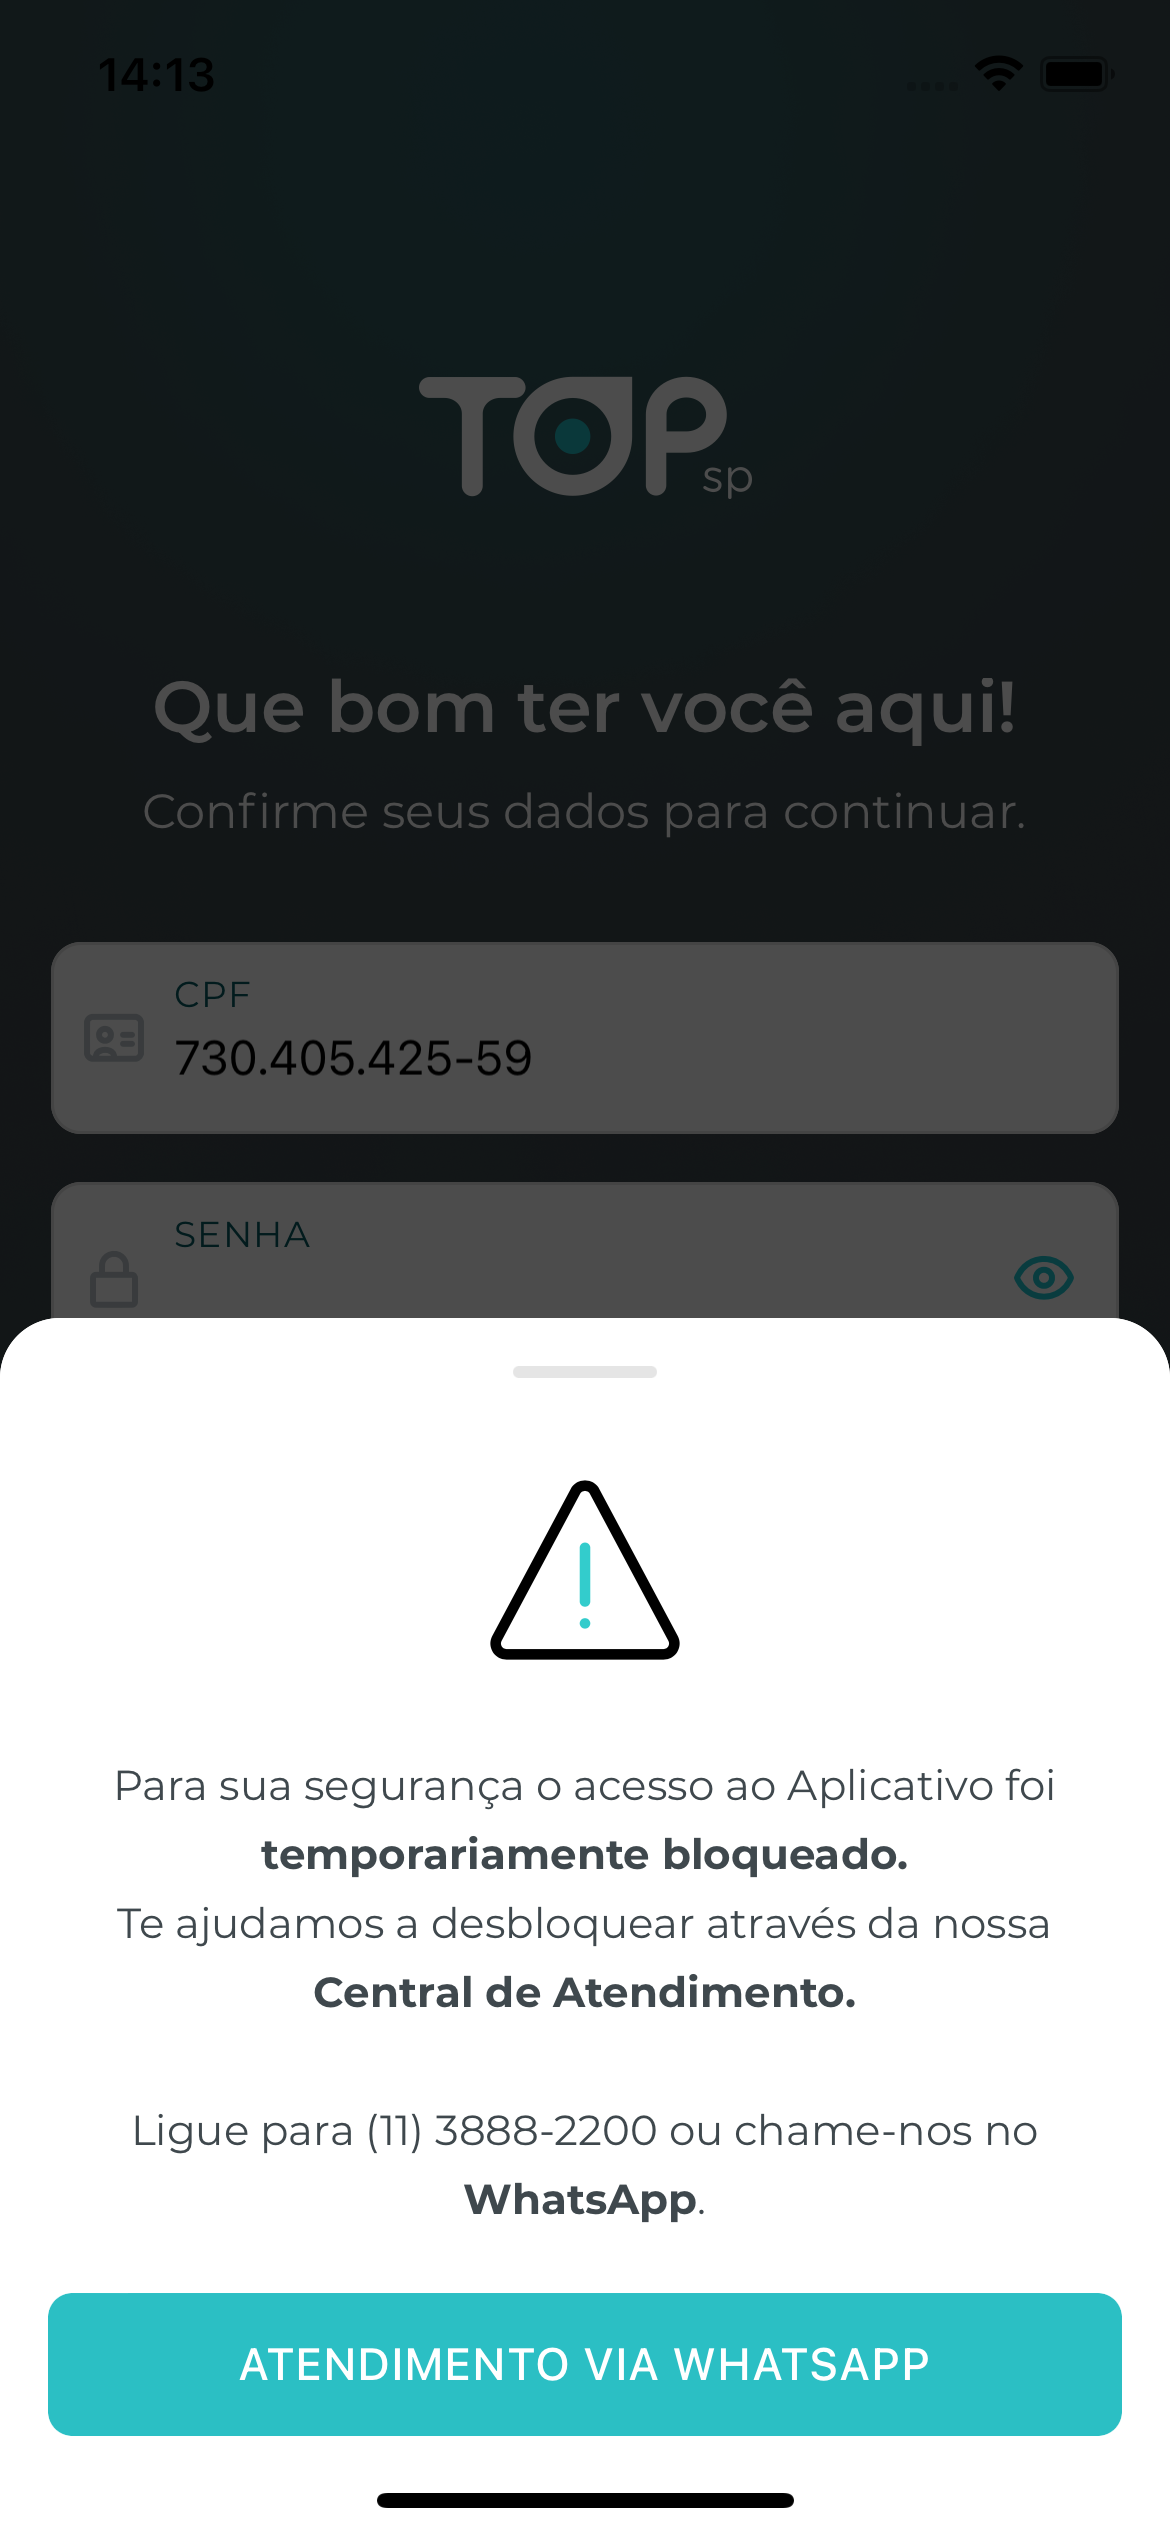 14:13
TOP
sp
Que bom ter você aqui!
Confirme seus dados para continuar.
CPF
730.405.425-59
SENHA
Para sua segurança o acesso ao Aplicativo foi
temporariamente bloqueado.
Te ajudamos a desbloquear através da nossa
Central de Atendimento.
Ligue para (11) 3888-2200 ou chame-nos no
WhatsApp.
ATENDIMENTO VIA WHATSAPP